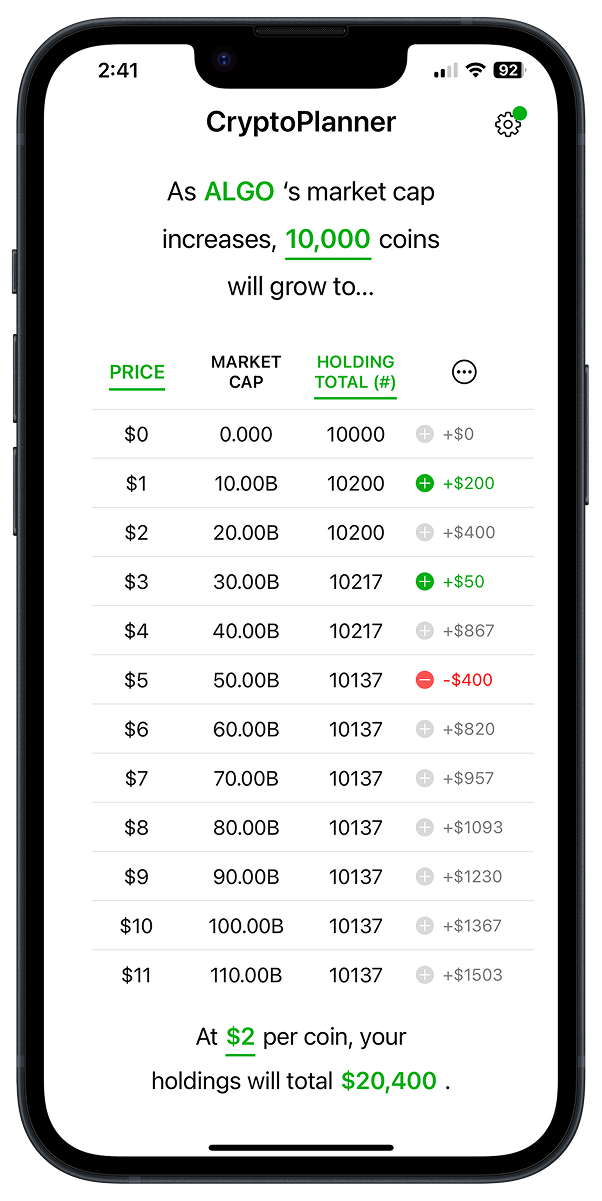 2:41
92
CryptoPlanner
As ALGO ‘s market cap
increases, 10,000 coins
will grow to...
PRICE MARKET CAP HOLDING TOTAL (#)
$0 0.000 10000 +$0
$1 10.00B 10200 +$200
$2 20.00B 10200 +$400
$3 30.00B 10217 +$50
$4 40.00B 10217 +$867
$5 50.00B 10137 -$400
$6 60.00B 10137 +$820
$7 70.00B 10137 +$957
$8 80.00B 10137 +$1093
$9 90.00B 10137 +$1230
$10 100.00B 10137 +$1367
$11 110.00B 10137 +$1503
At $2 per coin, your
holdings will total $20,400 .